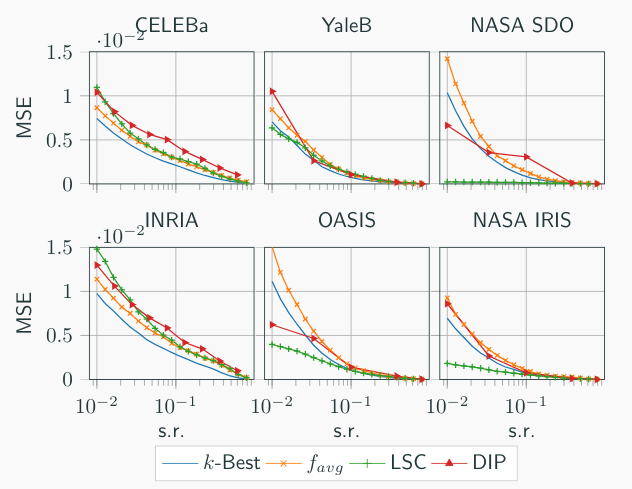 CELEBa YaleB NASA SDO
·10⁻²
1.5
1
0.5
0
MSE
INRIA OASIS NASA IRIS
·10⁻²
1.5
1
0.5
0
MSE
10⁻² 10⁻¹ 10⁻² 10⁻¹ 10⁻² 10⁻¹
s.r. s.r. s.r.
k-Best f_avg LSC DIP